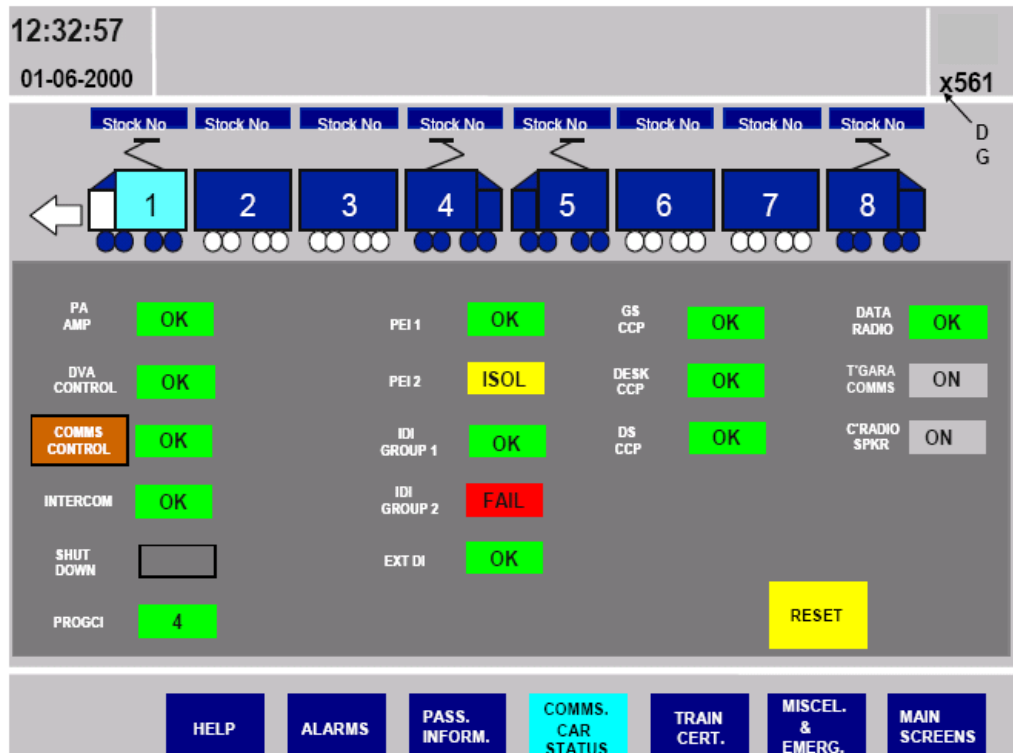 12:32:57
01-06-2000
x561
D
G
Stock No Stock No Stock No Stock No Stock No Stock No Stock No Stock No
1 2 3 4 5 6 7 8
PA
AMP
OK
DVA
CONTROL
OK
COMMS
CONTROL
OK
INTERCOM
OK
SHUT
DOWN
PROGCI
4
PEI 1
OK
PEI 2
ISOL
IDI
GROUP 1
OK
IDI
GROUP 2
FAIL
EXT DI
OK
GS
CCP
OK
DESK
CCP
OK
DS
CCP
OK
DATA
RADIO
OK
T'GARA
COMMS
ON
C'RADIO
SPKR
ON
RESET
HELP
ALARMS
PASS.
INFORM.
COMMS.
CAR
STATUS
TRAIN
CERT.
MISCEL.
&
EMERG.
MAIN
SCREENS